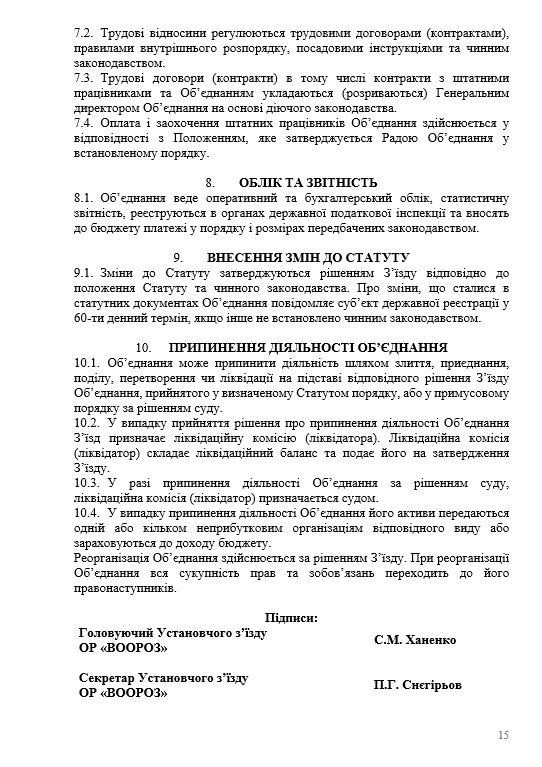 7.2. Трудові відносини регулюються трудовими договорами (контрактами),
правилами внутрішнього розпорядку, посадовими інструкціями та чинним
законодавством.
7.3. Трудові договори (контракти) в тому числі контракти з штатними
працівниками та Об’єднанням укладаються (розриваються) Генеральним
директором Об’єднання на основі діючого законодавства.
7.4. Оплата і заохочення штатних працівників Об’єднання здійснюється у
відповідності з Положенням, яке затверджується Радою Об’єднання у
встановленому порядку.
8. ОБЛІК ТА ЗВІТНІСТЬ
8.1. Об’єднання веде оперативний та бухгалтерський облік, статистичну
звітність, реєструються в органах державної податкової інспекції та вносять
до бюджету платежі у порядку і розмірах передбачених законодавством.
9. ВНЕСЕННЯ ЗМІН ДО СТАТУТУ
9.1. Зміни до Статуту затверджуються рішенням З’їзду відповідно до
положення Статуту та чинного законодавства. Про зміни, що сталися в
статутних документах Об’єднання повідомляє суб’єкт державної реєстрації у
60-ти денний термін, якщо інше не встановлено чинним законодавством.
10. ПРИПИНЕННЯ ДІЯЛЬНОСТІ ОБ’ЄДНАННЯ
10.1. Об’єднання може припинити діяльність шляхом злиття, приєднання,
поділу, перетворення чи ліквідації на підставі відповідного рішення З’їзду
Об’єднання, прийнятого у визначеному Статутом порядку, або у примусовому
порядку за рішенням суду.
10.2. У випадку прийняття рішення про припинення діяльності Об’єднання
З’їзд призначає ліквідаційну комісію (ліквідатора). Ліквідаційна комісія
(ліквідатор) складає ліквідаційний баланс та подає його на затвердження
З’їзду.
10.3. У разі припинення діяльності Об’єднання за рішенням суду,
ліквідаційна комісія (ліквідатор) призначається судом.
10.4. У випадку припинення діяльності Об’єднання його активи передаються
одній або кільком неприбутковим організаціям відповідного виду або
зараховуються до доходу бюджету.
Реорганізація Об’єднання здійснюється за рішенням З’їзду. При реорганізації
Об’єднання вся сукупність прав та зобов’язань переходить до його
правонаступників.
Підписи:
Головуючий Установчого з’їзду
ОР «ВООРОЗ»
С.М. Ханенко
Секретар Установчого з’їзду
ОР «ВООРОЗ»
П.Г. Снєгірьов
15